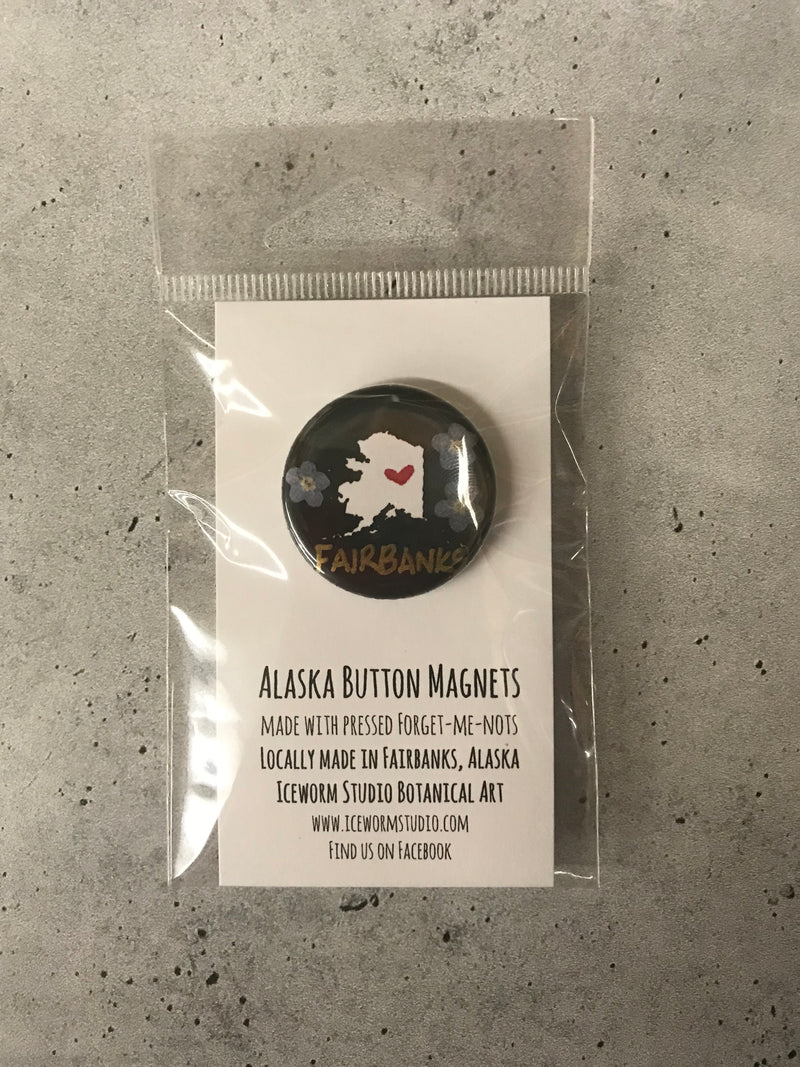 FAIRBANKS
ALASKA BUTTON MAGNETS
MADE WITH PRESSED FORGET-ME-NOTS
LOCALLY MADE IN FAIRBANKS, ALASKA
ICEWORM STUDIO BOTANICAL ART
WWW.ICEWORMSTUDIO.COM
FIND US ON FACEBOOK